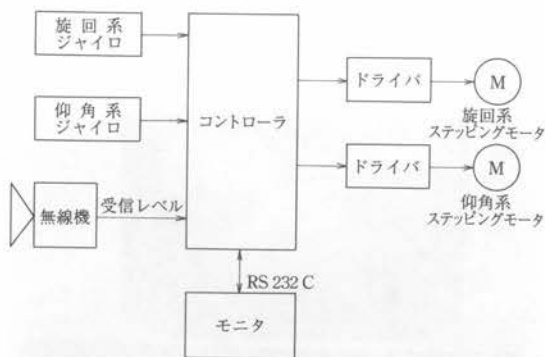 旋回系
ジャイロ
仰角系
ジャイロ
無線機
受信レベル
コントローラ
RS 232 C
モニタ
ドライバ
M
旋回系
ステッピングモータ
ドライバ
M
仰角系
ステッピングモータ